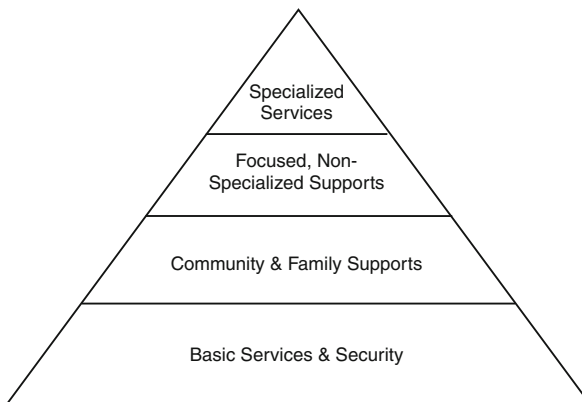 Specialized
Services
Focused, Non-
Specialized Supports
Community & Family Supports
Basic Services & Security